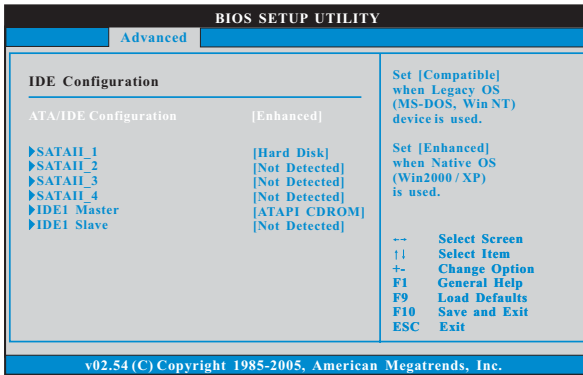 BIOS SETUP UTILITY
Advanced
IDE Configuration
ATA/IDE Configuration [Enhanced]
SATAII_1 [Hard Disk]
SATAII_2 [Not Detected]
SATAII_3 [Not Detected]
SATAII_4 [Not Detected]
IDE1 Master [ATAPI CDROM]
IDE1 Slave [Not Detected]
Set [Compatible]
when Legacy OS
(MS-DOS, Win NT)
device is used.
Set [Enhanced]
when Native OS
(Win2000 / XP)
is used.
←→ Select Screen
↑↓ Select Item
+- Change Option
F1 General Help
F9 Load Defaults
F10 Save and Exit
ESC Exit
v02.54 (C) Copyright 1985-2005, American Megatrends, Inc.